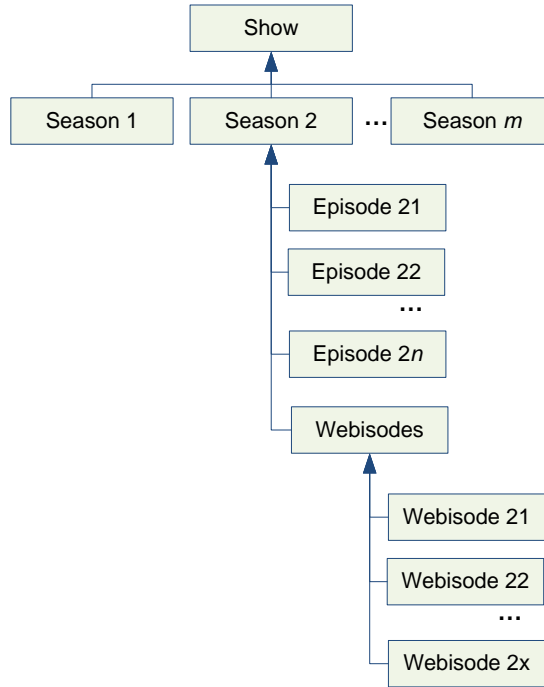 Show
Season 1
Season 2
...
Season m
Episode 21
Episode 22
...
Episode 2n
Webisodes
Webisode 21
Webisode 22
...
Webisode 2x